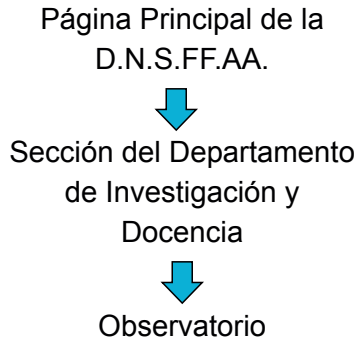 Página Principal de la
D.N.S.FF.AA.
Sección del Departamento
de Investigación y
Docencia
Observatorio